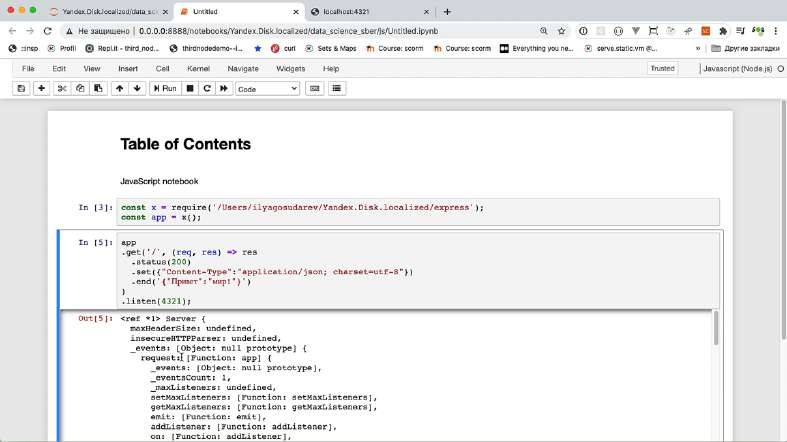 Yandex.Disk.localized/data_sci
Untitled
localhost:4321
Не защищено
0.0.0.0:8888/notebooks/Yandex.Disk.localized/data_science_sber/js/Untitled.ipynb
::insp
Profil
Repl.it - third_nod...
thirdnodedemo--...
curl
Sets & Maps
Course: scorm
Course: scorm
Everything you nee...
serve.static.vm @...
»
Другие закладки
File Edit View Insert Cell Kernel Navigate Widgets Help
Trusted
Javascript (Node.js)
Run
Code
Table of Contents
JavaScript notebook
In [3]: const x = require('/Users/ilyagosudarev/Yandex.Disk.localized/express');
const app = x();
In [5]: app
.get('/', (req, res) => res
.status(200)
.set({"Content-Type":"application/json; charset=utf-8"})
.end('{"Привет":"мир!"}')
)
.listen(4321);
Out[5]: <ref *1> Server {
maxHeaderSize: undefined,
insecureHTTPParser: undefined,
_events: [Object: null prototype] {
request: [Function: app] {
_events: [Object: null prototype],
_eventsCount: 1,
_maxListeners: undefined,
setMaxListeners: [Function: setMaxListeners],
getMaxListeners: [Function: getMaxListeners],
emit: [Function: emit],
addListener: [Function: addListener],
on: [Function: addListener],